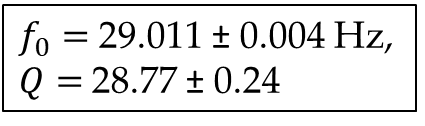 f₀ = 29.011 ± 0.004 Hz,
Q = 28.77 ± 0.24